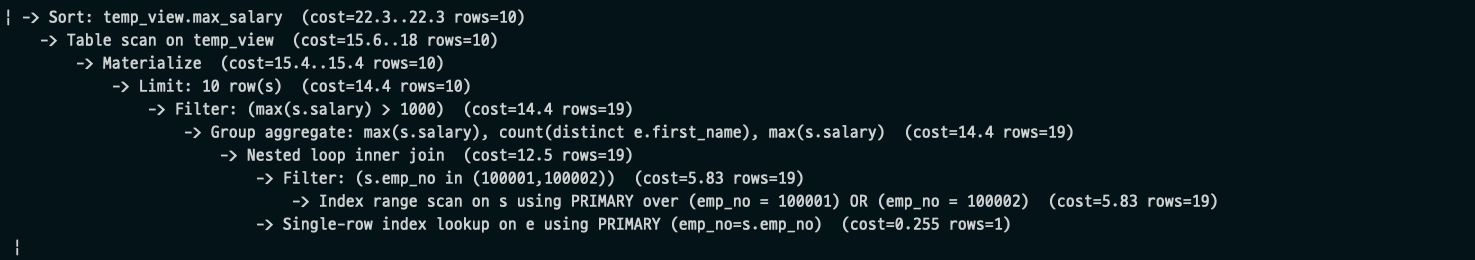 | -> Sort: temp_view.max_salary  (cost=22.3..22.3 rows=10)
    -> Table scan on temp_view  (cost=15.6..18 rows=10)
        -> Materialize  (cost=15.4..15.4 rows=10)
            -> Limit: 10 row(s)  (cost=14.4 rows=10)
                -> Filter: (max(s.salary) > 1000)  (cost=14.4 rows=19)
                    -> Group aggregate: max(s.salary), count(distinct e.first_name), max(s.salary)  (cost=14.4 rows=19)
                        -> Nested loop inner join  (cost=12.5 rows=19)
                            -> Filter: (s.emp_no in (100001,100002))  (cost=5.83 rows=19)
                                -> Index range scan on s using PRIMARY over (emp_no = 100001) OR (emp_no = 100002)  (cost=5.83 rows=19)
                            -> Single-row index lookup on e using PRIMARY (emp_no=s.emp_no)  (cost=0.255 rows=1)
 |